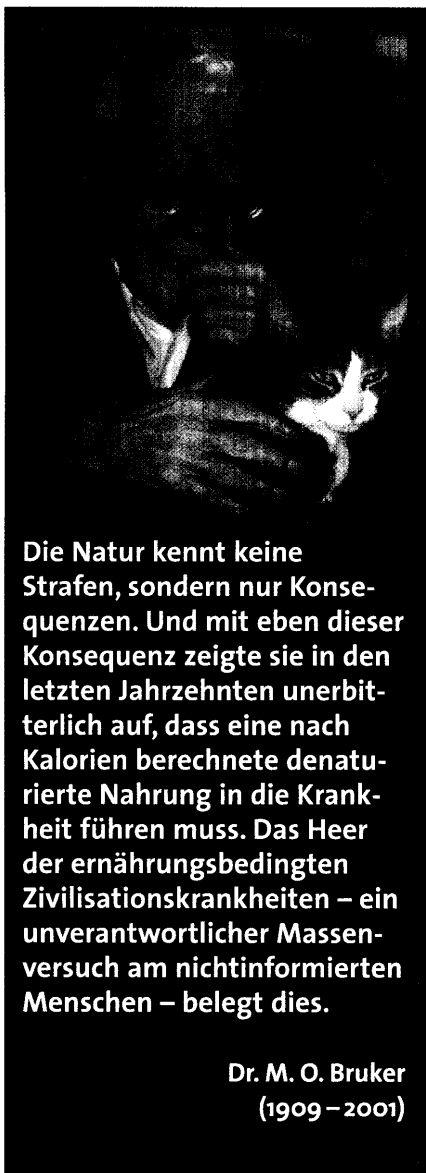 Die Natur kennt keine
Strafen, sondern nur Konse-
quenzen. Und mit eben dieser
Konsequenz zeigte sie in den
letzten Jahrzehnten unerbit-
terlich auf, dass eine nach
Kalorien berechnete denatu-
rierte Nahrung in die Krank-
heit führen muss. Das Heer
der ernährungsbedingten
Zivilisationskrankheiten – ein
unverantwortlicher Massen-
versuch am nichtinformierten
Menschen – belegt dies.
Dr. M. O. Bruker
(1909 – 2001)